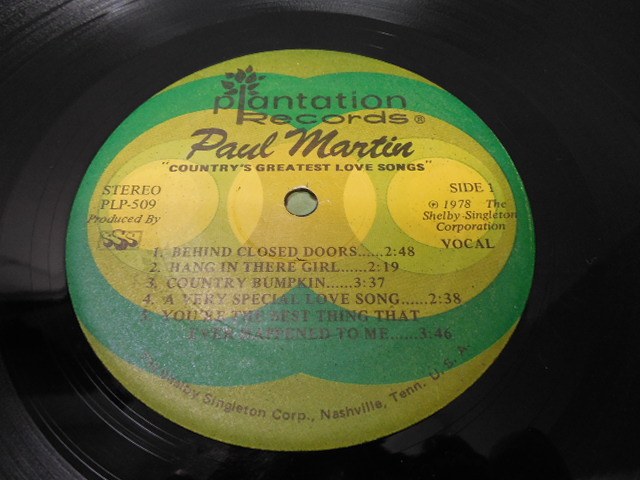 plantation
Records®
Paul Martin
"COUNTRY'S GREATEST LOVE SONGS"
STEREO
PLP-509
Produced By
SSS
SIDE 1
℗ 1978 The
Shelby-Singleton
Corporation
VOCAL
1. BEHIND CLOSED DOORS......2:48
2. HANG IN THERE GIRL......2:19
3. COUNTRY BUMPKIN......3:37
4. A VERY SPECIAL LOVE SONG......2:38
5. YOU'RE THE BEST THING THAT
EVER HAPPENED TO ME......3:46
Shelby Singleton Corp., Nashville, Tenn. U. S. A.